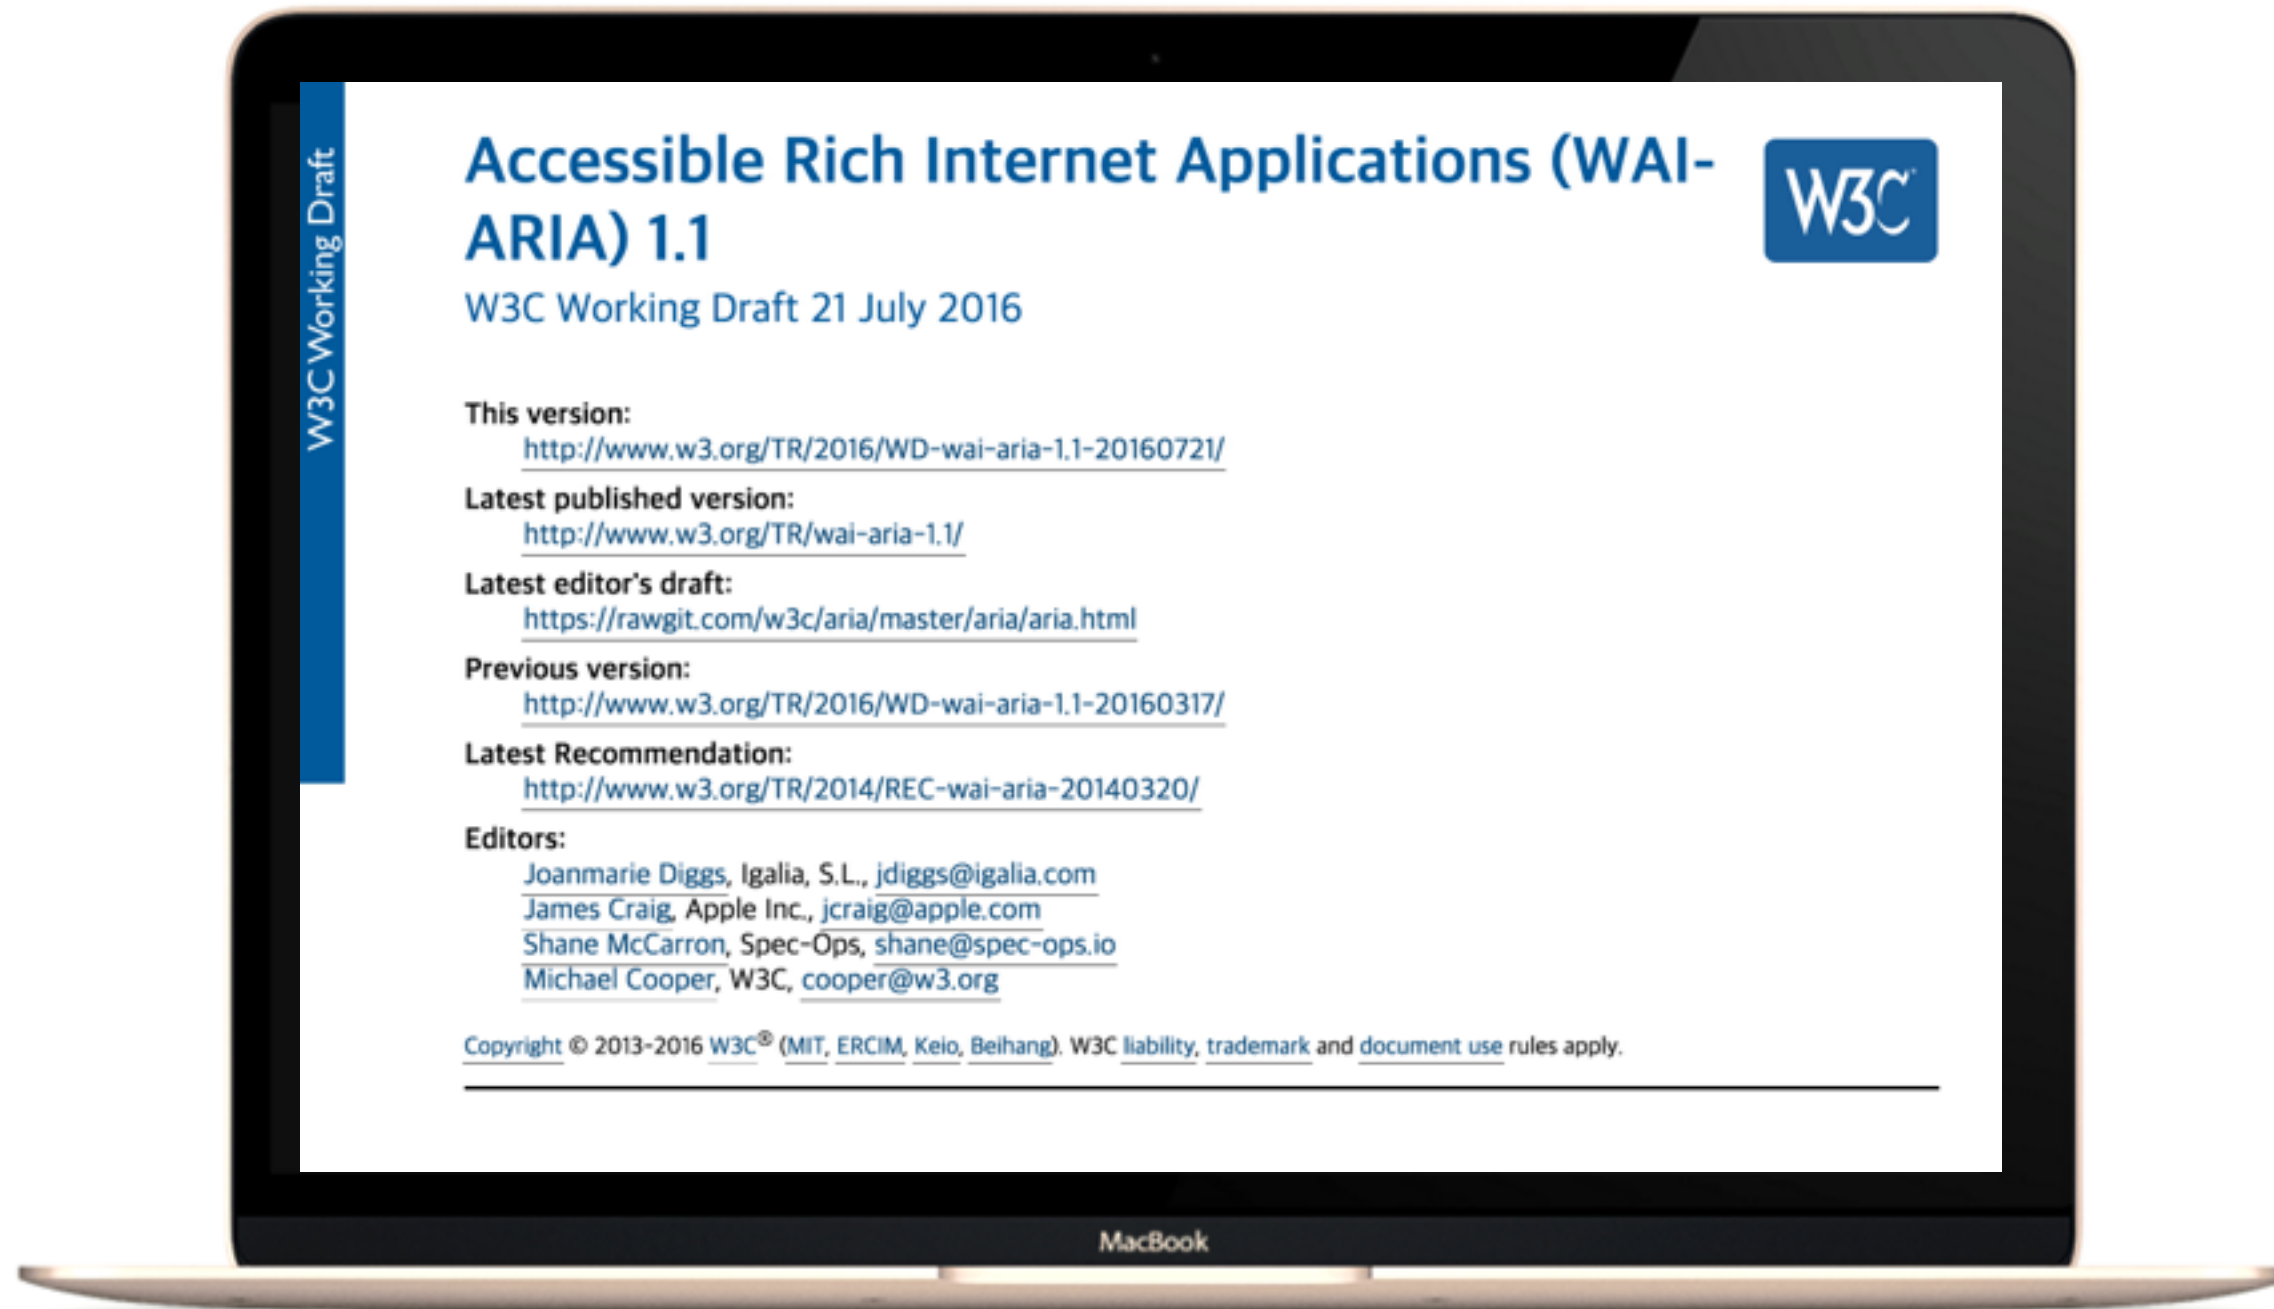 W3C Working Draft
Accessible Rich Internet Applications (WAI-
ARIA) 1.1
W3C
W3C Working Draft 21 July 2016
This version:
http://www.w3.org/TR/2016/WD-wai-aria-1.1-20160721/
Latest published version:
http://www.w3.org/TR/wai-aria-1.1/
Latest editor's draft:
https://rawgit.com/w3c/aria/master/aria/aria.html
Previous version:
http://www.w3.org/TR/2016/WD-wai-aria-1.1-20160317/
Latest Recommendation:
http://www.w3.org/TR/2014/REC-wai-aria-20140320/
Editors:
Joanmarie Diggs, Igalia, S.L., jdiggs@igalia.com
James Craig, Apple Inc., jcraig@apple.com
Shane McCarron, Spec-Ops, shane@spec-ops.io
Michael Cooper, W3C, cooper@w3.org
Copyright © 2013-2016 W3C® (MIT, ERCIM, Keio, Beihang). W3C liability, trademark and document use rules apply.
MacBook